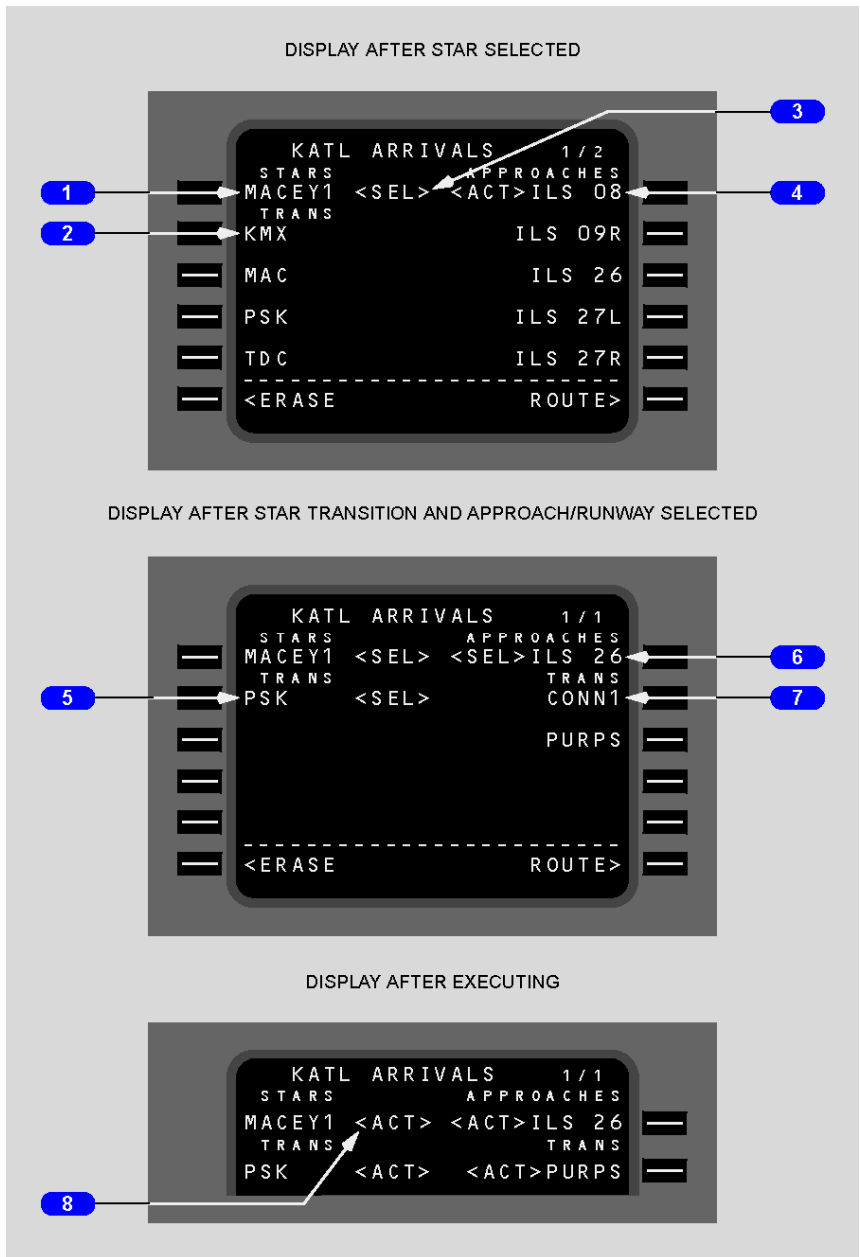 DISPLAY AFTER STAR SELECTED
3
KATL ARRIVALS 1/2
STARS APPROACHES
1 MACEY1 <SEL> <ACT>ILS 08 4
TRANS
2 KMX ILS 09R
MAC ILS 26
PSK ILS 27L
TDC ILS 27R
------------------------
<ERASE ROUTE>
DISPLAY AFTER STAR TRANSITION AND APPROACH/RUNWAY SELECTED
KATL ARRIVALS 1/1
STARS APPROACHES
MACEY1 <SEL> <SEL>ILS 26 6
TRANS TRANS
5 PSK <SEL> CONN1 7
PURPS
------------------------
<ERASE ROUTE>
DISPLAY AFTER EXECUTING
KATL ARRIVALS 1/1
STARS APPROACHES
MACEY1 <ACT> <ACT>ILS 26
TRANS TRANS
PSK <ACT> <ACT>PURPS
8